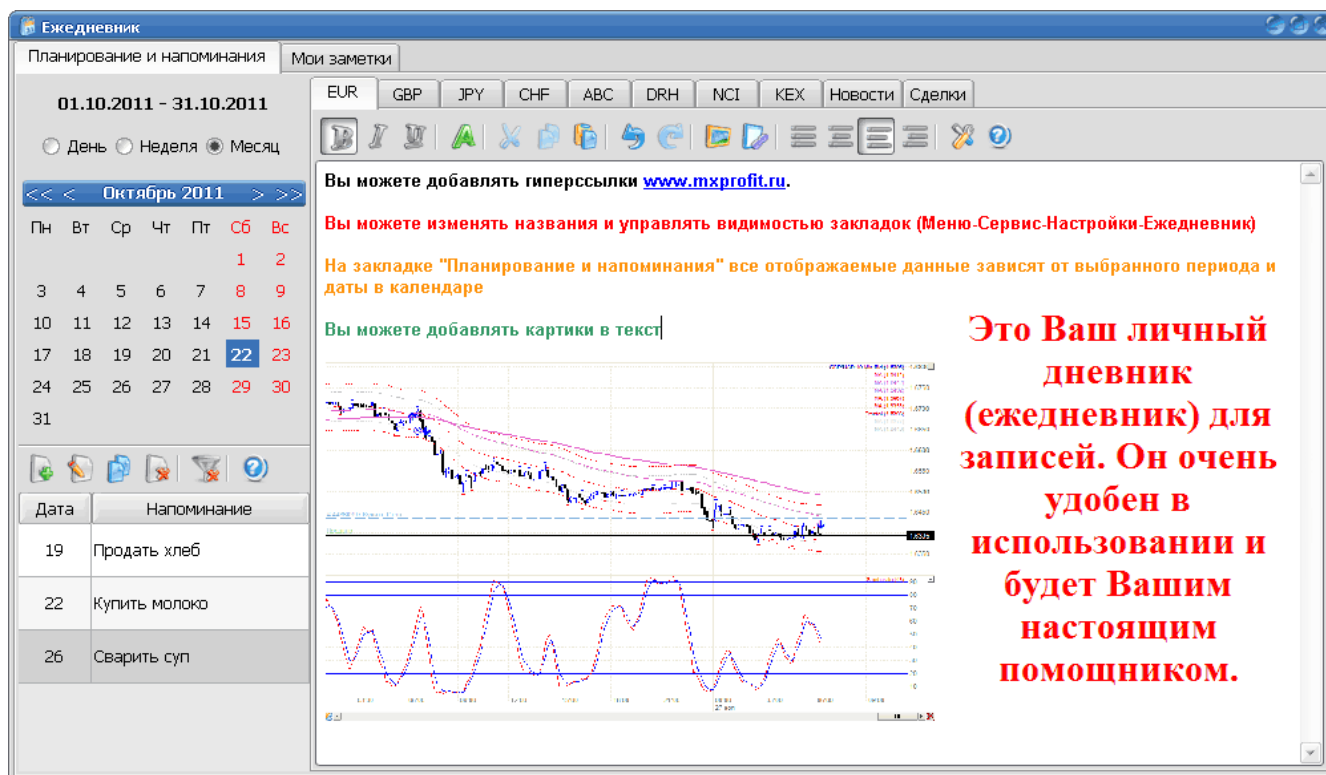 Ежедневник
Планирование и напоминания
Мои заметки
01.10.2011 - 31.10.2011
День Неделя Месяц
<< < Октябрь 2011 > >>
Пн Вт Ср Чт Пт Сб Вс
1 2
3 4 5 6 7 8 9
10 11 12 13 14 15 16
17 18 19 20 21 22 23
24 25 26 27 28 29 30
31
Дата Напоминание
19 Продать хлеб
22 Купить молоко
26 Сварить суп
EUR GBP JPY CHF ABC DRH NCI KEX Новости Сделки
Вы можете добавлять гиперссылки www.mxprofit.ru.
Вы можете изменять названия и управлять видимостью закладок (Меню-Сервис-Настройки-Ежедневник)
На закладке "Планирование и напоминания" все отображаемые данные зависят от выбранного периода и
даты в календаре
Вы можете добавлять картики в текст
Это Ваш личный
дневник
(ежедневник) для
записей. Он очень
удобен в
использовании и
будет Вашим
настоящим
помощником.